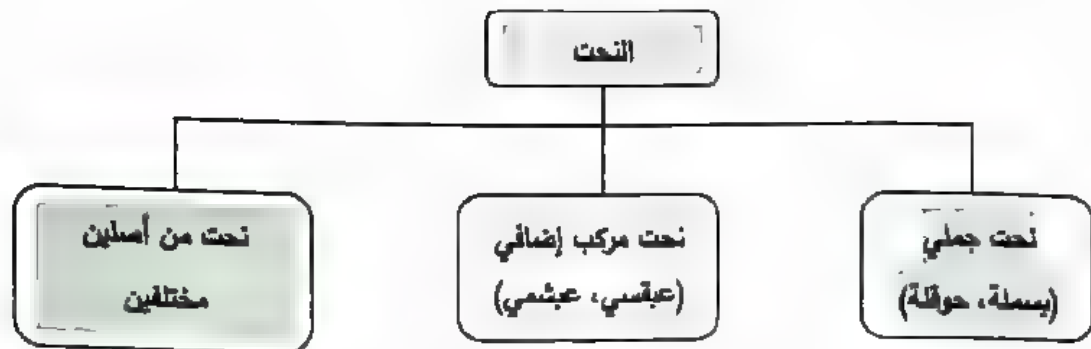 النحت
نحت جملي
(بسملة، حوقلة)
نحت مركب إضافي
(عبقسي، عبشمي)
نحت من أصلين
مختلفين